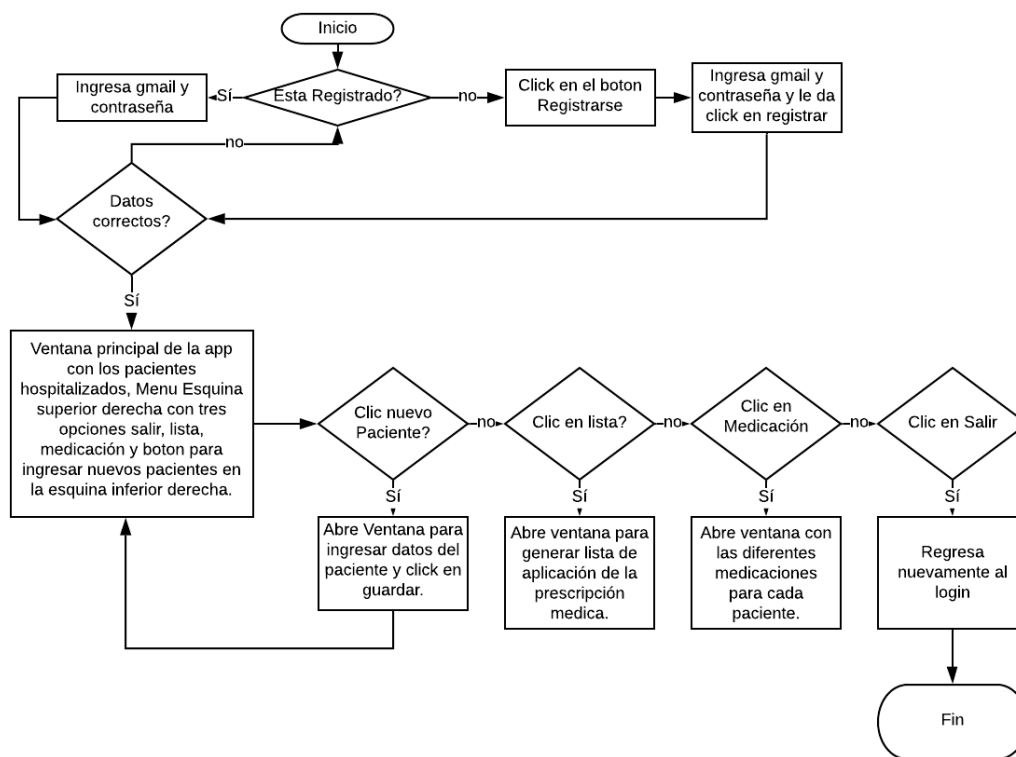 Inicio
Ingresa gmail y
contraseña
Sí
Esta Registrado?
no
Click en el boton
Registrarse
Ingresa gmail y
contraseña y le da
click en registrar
no
Datos
correctos?
Sí
Ventana principal de la app
con los pacientes
hospitalizados, Menu Esquina
superior derecha con tres
opciones salir, lista,
medicación y boton para
ingresar nuevos pacientes en
la esquina inferior derecha.
Clic nuevo
Paciente?
no
Clic en lista?
no
Clic en
Medicación
no
Clic en Salir
Sí
Sí
Sí
Sí
Abre Ventana para
ingresar datos del
paciente y click en
guardar.
Abre ventana para
generar lista de
aplicación de la
prescripción
medica.
Abre ventana con
las diferentes
medicaciones
para cada
paciente.
Regresa
nuevamente al
login
Fin